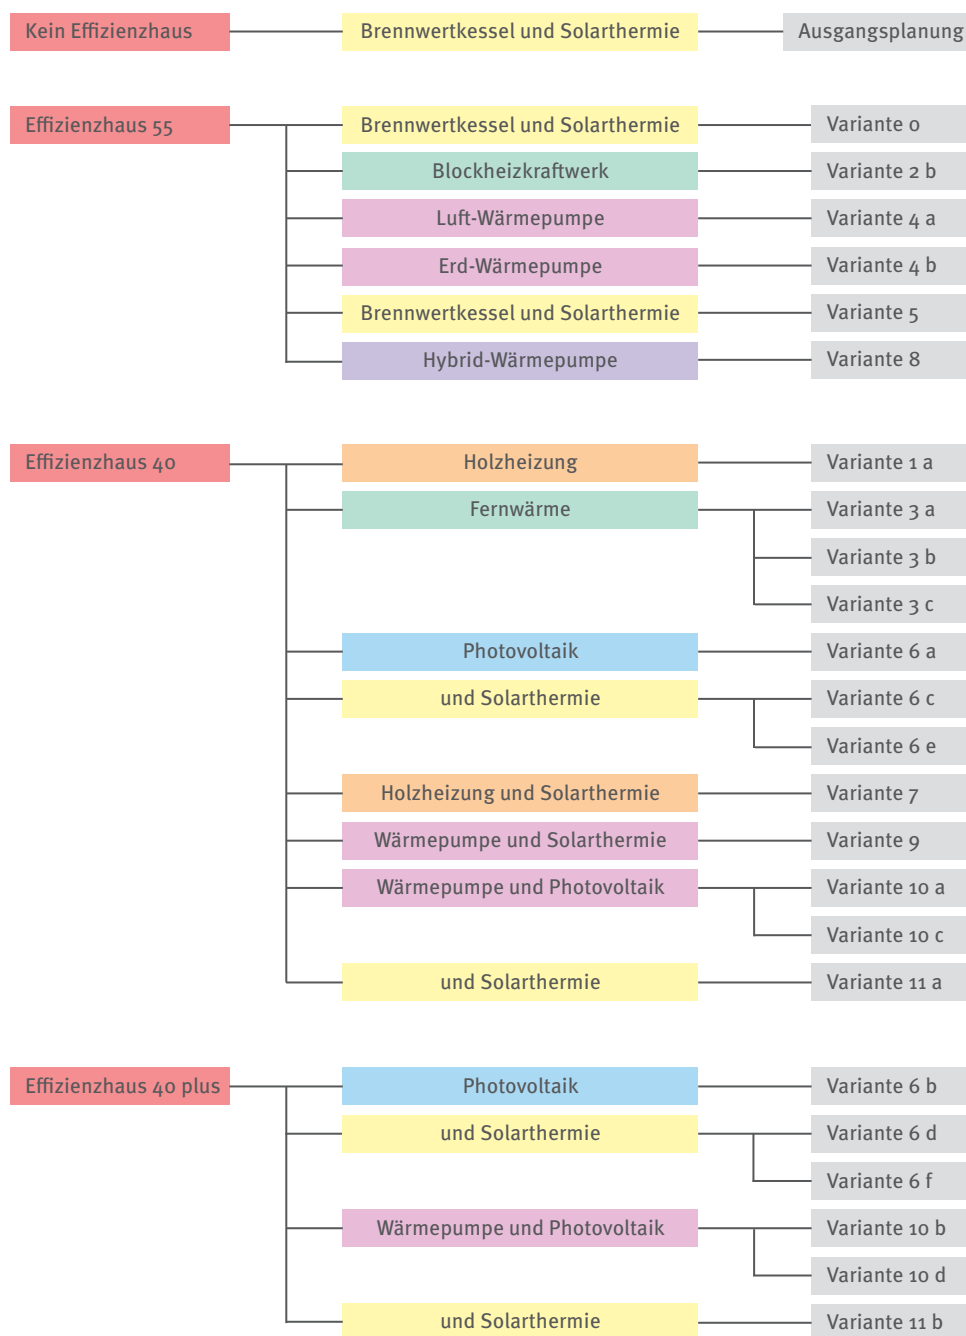 Kein Effizienzhaus Brennwertkessel und Solarthermie Ausgangsplanung
Effizienzhaus 55 Brennwertkessel und Solarthermie Variante 0
Blockheizkraftwerk Variante 2 b
Luft-Wärmepumpe Variante 4 a
Erd-Wärmepumpe Variante 4 b
Brennwertkessel und Solarthermie Variante 5
Hybrid-Wärmepumpe Variante 8
Effizienzhaus 40 Holzheizung Variante 1 a
Fernwärme Variante 3 a
Variante 3 b
Variante 3 c
Photovoltaik Variante 6 a
und Solarthermie Variante 6 c
Variante 6 e
Holzheizung und Solarthermie Variante 7
Wärmepumpe und Solarthermie Variante 9
Wärmepumpe und Photovoltaik Variante 10 a
Variante 10 c
und Solarthermie Variante 11 a
Effizienzhaus 40 plus Photovoltaik Variante 6 b
und Solarthermie Variante 6 d
Variante 6 f
Wärmepumpe und Photovoltaik Variante 10 b
Variante 10 d
und Solarthermie Variante 11 b